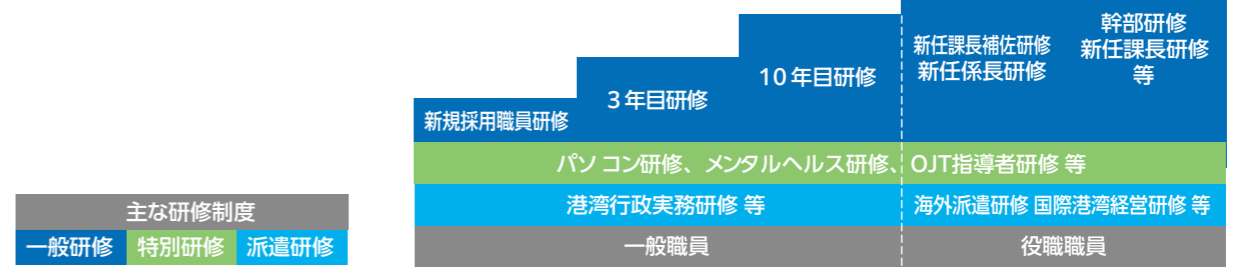 主な研修制度
一般研修 特別研修 派遣研修
新規採用職員研修
3年目研修
10年目研修
新任課長補佐研修
新任係長研修
幹部研修
新任課長研修
等
パソコン研修、メンタルヘルス研修、OJT指導者研修 等
港湾行政実務研修 等
海外派遣研修 国際港湾経営研修 等
一般職員
役職職員